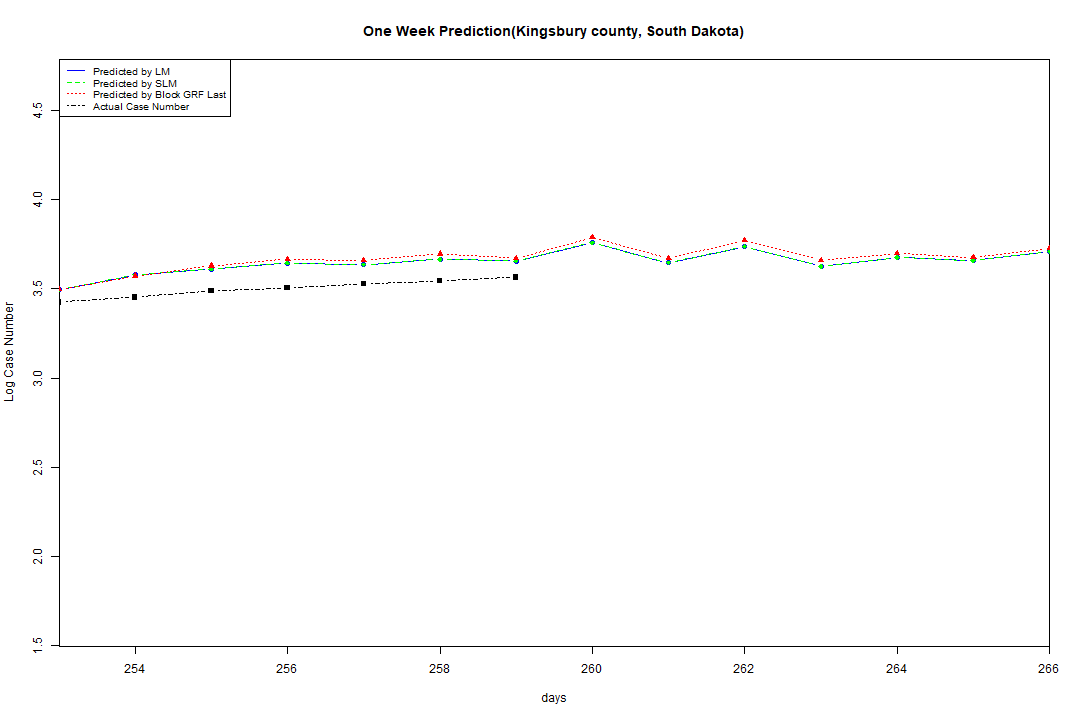 One Week Prediction(Kingsbury county, South Dakota)
Predicted by LM
Predicted by SLM
Predicted by Block GRF Last
Actual Case Number
4.5
4.0
3.5
3.0
2.5
2.0
1.5
Log Case Number
254
256
258
260
262
264
266
days